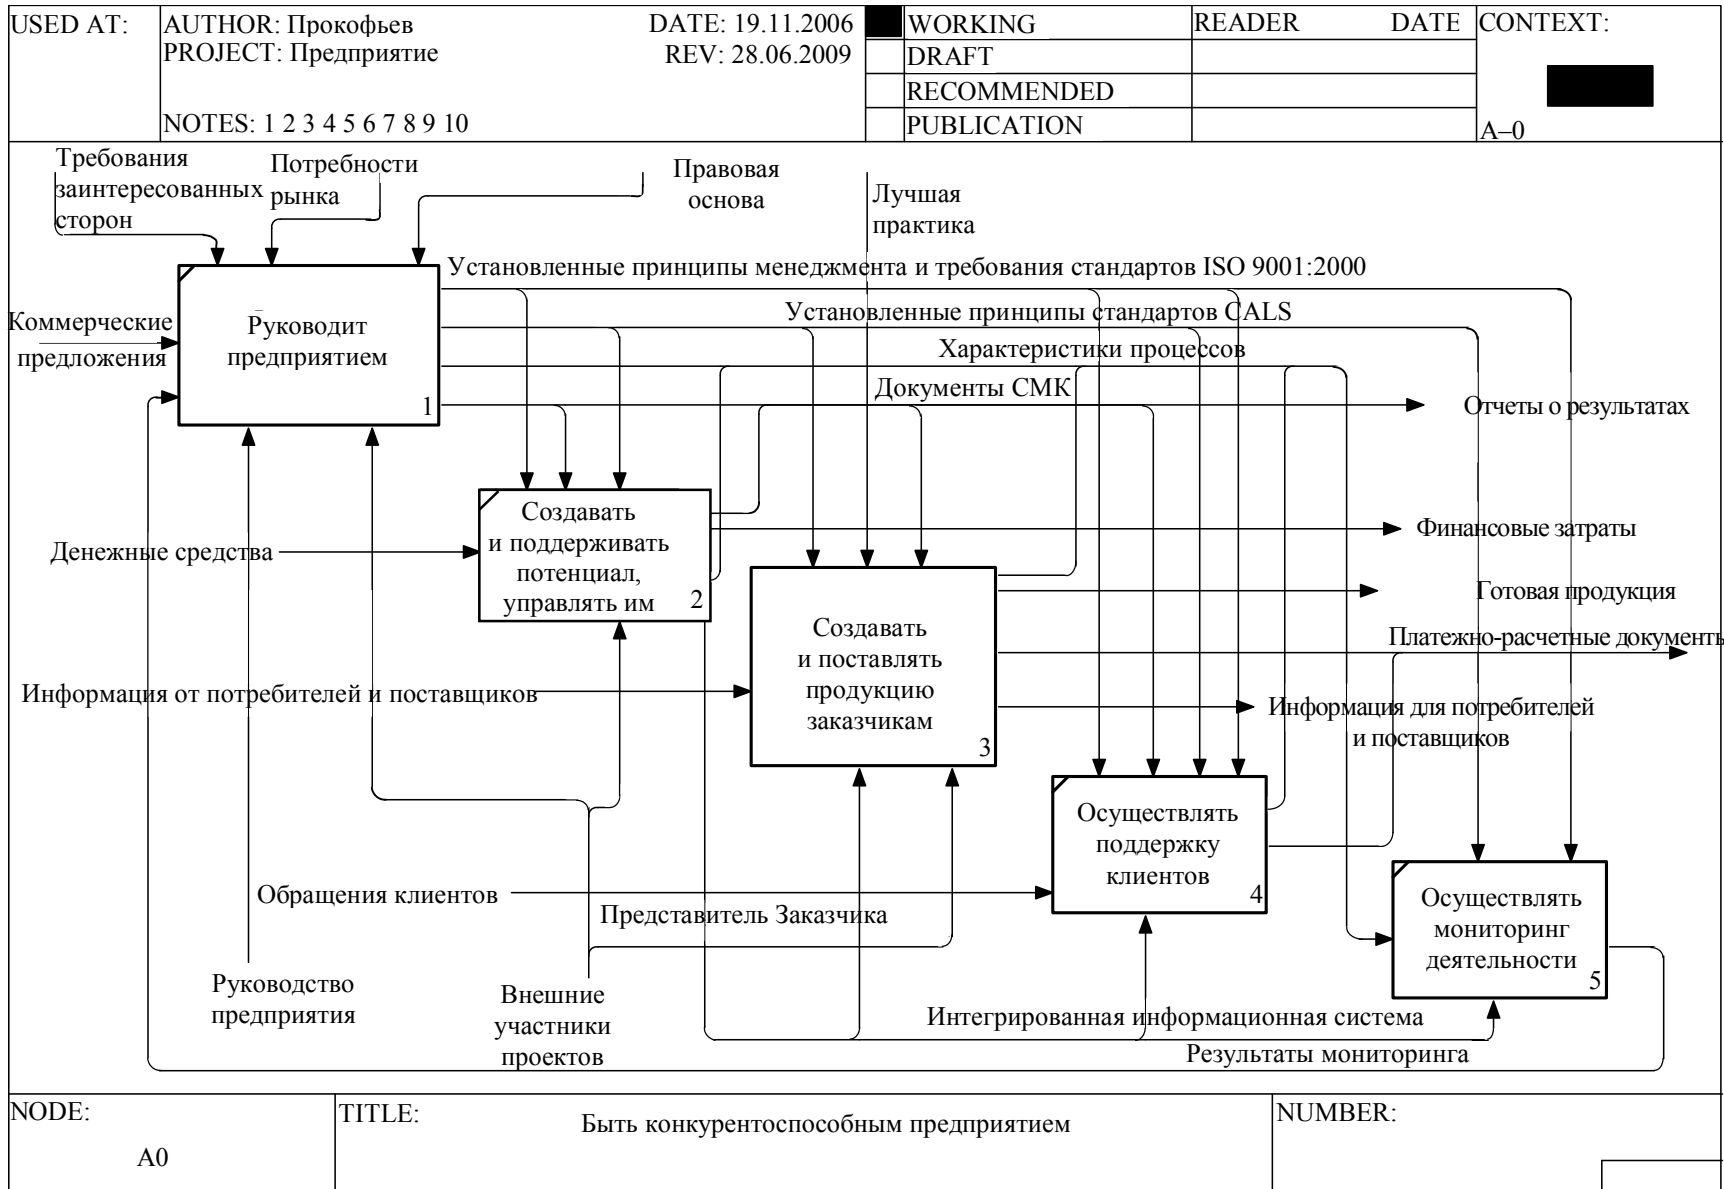 USED AT:
AUTHOR: Прокофьев
DATE: 19.11.2006
PROJECT: Предприятие
REV: 28.06.2009
NOTES: 1 2 3 4 5 6 7 8 9 10
WORKING
DRAFT
RECOMMENDED
PUBLICATION
READER
DATE
CONTEXT:
A–0
Требования
заинтересованных
сторон
Потребности
рынка
Правовая
основа
Лучшая
практика
Установленные принципы менеджмента и требования стандартов ISO 9001:2000
Установленные принципы стандартов CALS
Характеристики процессов
Документы СМК
Коммерческие
предложения
Руководит
предприятием
1
Отчеты о результатах
Создавать
и поддерживать
потенциал,
управлять им
2
Финансовые затраты
Денежные средства
Готовая продукция
Создавать
и поставлять
продукцию
заказчикам
3
Платежно-расчетные документы
Информация от потребителей и поставщиков
Информация для потребителей
и поставщиков
Осуществлять
поддержку
клиентов
4
Обращения клиентов
Представитель Заказчика
Осуществлять
мониторинг
деятельности
5
Руководство
предприятия
Внешние
участники
проектов
Интегрированная информационная система
Результаты мониторинга
NODE:
A0
TITLE:
Быть конкурентоспособным предприятием
NUMBER: